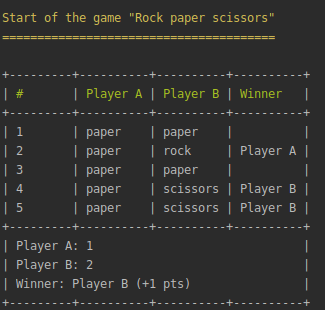 Start of the game "Rock paper scissors"
=======================================
+---------+----------+----------+----------+
| #       | Player A | Player B | Winner   |
+---------+----------+----------+----------+
| 1       | paper    | paper    |          |
| 2       | paper    | rock     | Player A |
| 3       | paper    | paper    |          |
| 4       | paper    | scissors | Player B |
| 5       | paper    | scissors | Player B |
+---------+----------+----------+----------+
| Player A: 1                              |
| Player B: 2                              |
| Winner: Player B (+1 pts)                |
+---------+----------+----------+----------+